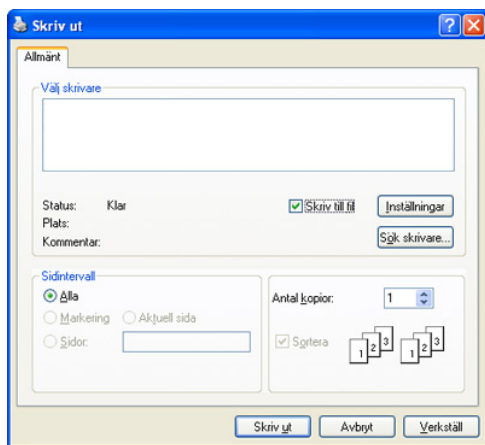 Skriv ut
Allmänt
Välj skrivare
Status: Klar
Skriv till fil
Inställningar
Plats:
Kommentar:
Sök skrivare...
Sidintervall
Alla
Markering
Aktuell sida
Sidor:
Antal kopior: 1
Sortera
1 2 3 1 2 3
Skriv ut
Avbryt
Verkställ